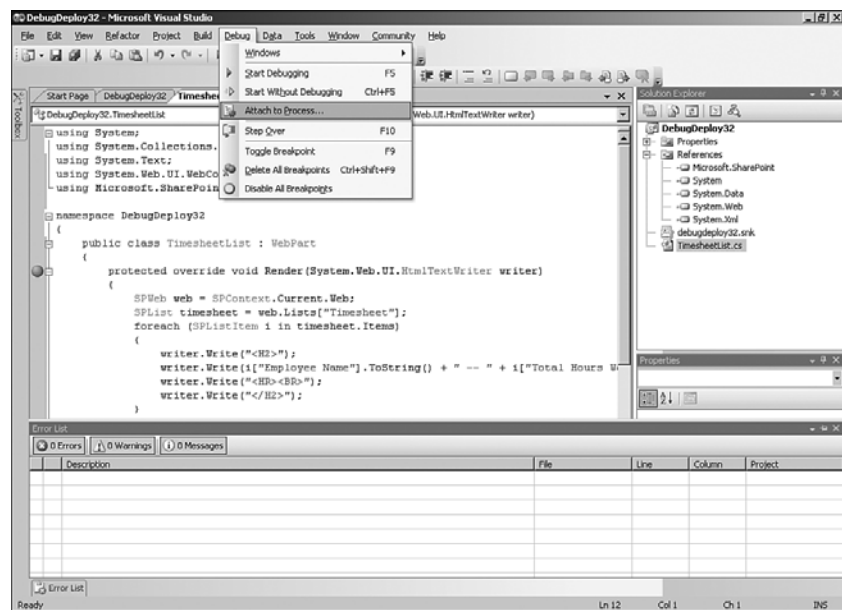 DebugDeploy32 - Microsoft Visual Studio
File Edit View Refactor Project Build Debug Data Tools Window Community Help
Windows
Start Debugging F5
Start Without Debugging Ctrl+F5
Attach to Process...
Step Over F10
Toggle Breakpoint F9
Delete All Breakpoints Ctrl+Shift+F9
Disable All Breakpoints
Toolbox
Start Page DebugDeploy32
DebugDeploy32.TimesheetList
Web.UI.HtmlTextWriter writer)
using System;
using System.Collections.
using System.Text;
using System.Web.UI.WebCo
using Microsoft.SharePoin
namespace DebugDeploy32
{
public class TimesheetList : WebPart
{
protected override void Render(System.Web.UI.HtmlTextWriter writer)
{
SPWeb web = SPContext.Current.Web;
SPList timesheet = web.Lists["Timesheet"];
foreach (SPListItem i in timesheet.Items)
{
writer.Write("<H2>");
writer.Write(i["Employee Name"].ToString() + " -- " + i["Total Hours W
writer.Write("<HR><BR>");
writer.Write("</H2>");
}
Solution Explorer
DebugDeploy32
Properties
References
Microsoft.SharePoint
System
System.Data
System.Web
System.Xml
debugdeploy32.snk
TimesheetList.cs
Properties
Error List
0 Errors 0 Warnings 0 Messages
Description File Line Column Project
Error List
Ready Ln 12 Col 1 Ch 1 INS